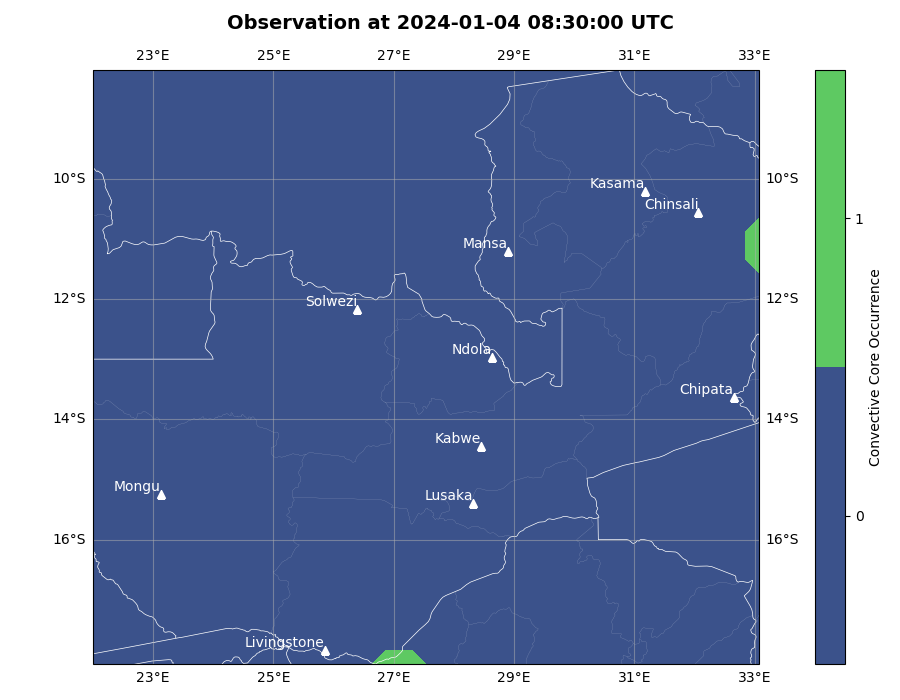 Observation at 2024-01-04 08:30:00 UTC
23°E 25°E 27°E 29°E 31°E 33°E
10°S 10°S
Kasama
Chinsali
1
Mansa
12°S 12°S
Solwezi
Ndola
Chipata
14°S 14°S
Kabwe
Mongu
Lusaka
0
16°S 16°S
Livingstone
23°E 25°E 27°E 29°E 31°E 33°E
Convective Core Occurrence